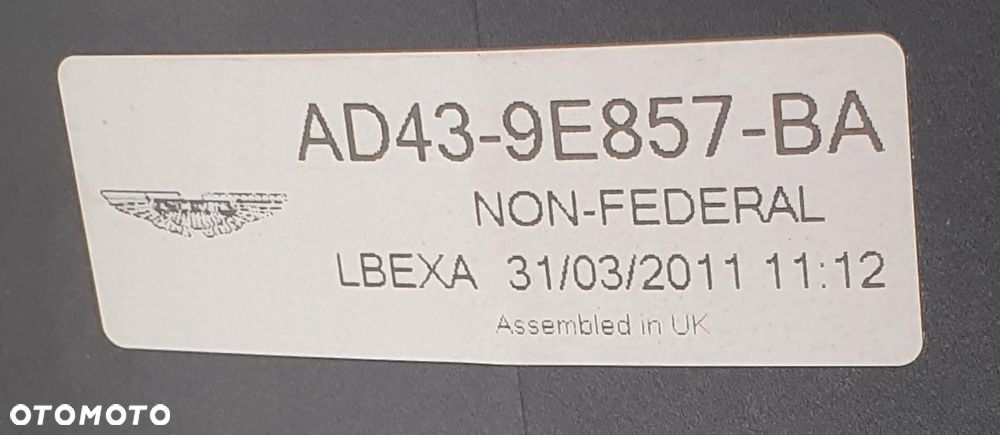 AD43-9E857-BA
NON-FEDERAL
LBEXA 31/03/2011 11:12
Assembled in UK
OTOMOTO